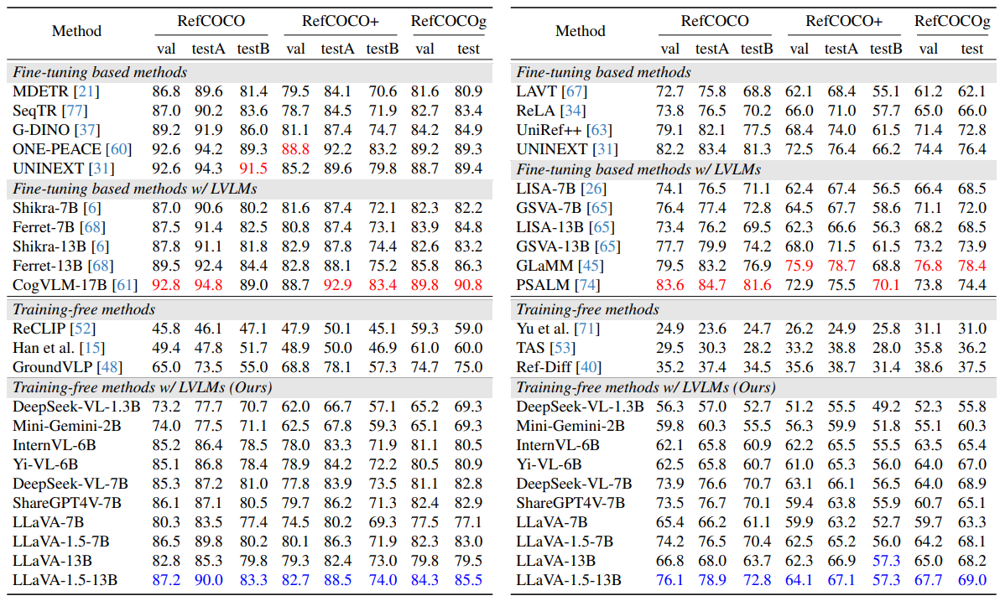 Method RefCOCO RefCOCO+ RefCOCOg
val testA testB val testA testB val test
Fine-tuning based methods
MDETR [21] 86.8 89.6 81.4 79.5 84.1 70.6 81.6 80.9
SeqTR [77] 87.0 90.2 83.6 78.7 84.5 71.9 82.7 83.4
G-DINO [37] 89.2 91.9 86.0 81.1 87.4 74.7 84.2 84.9
ONE-PEACE [60] 92.6 94.2 89.3 88.8 92.2 83.2 89.2 89.3
UNINEXT [31] 92.6 94.3 91.5 85.2 89.6 79.8 88.7 89.4
Fine-tuning based methods w/ LVLMs
Shikra-7B [6] 87.0 90.6 80.2 81.6 87.4 72.1 82.3 82.2
Ferret-7B [68] 87.5 91.4 82.5 80.8 87.4 73.1 83.9 84.8
Shikra-13B [6] 87.8 91.1 81.8 82.9 87.8 74.4 82.6 83.2
Ferret-13B [68] 89.5 92.4 84.4 82.8 88.1 75.2 85.8 86.3
CogVLM-17B [61] 92.8 94.8 89.0 88.7 92.9 83.4 89.8 90.8
Training-free methods
ReCLIP [52] 45.8 46.1 47.1 47.9 50.1 45.1 59.3 59.0
Han et al. [15] 49.4 47.8 51.7 48.9 50.0 46.9 61.0 60.0
GroundVLP [48] 65.0 73.5 55.0 68.8 78.1 57.3 74.7 75.0
Training-free methods w/ LVLMs (Ours)
DeepSeek-VL-1.3B 73.2 77.7 70.7 62.0 66.7 57.1 65.2 69.3
Mini-Gemini-2B 74.0 77.5 71.1 62.5 67.8 59.3 65.1 69.3
InternVL-6B 85.2 86.4 78.5 78.0 83.3 71.9 81.1 80.5
Yi-VL-6B 85.1 86.8 78.4 78.9 84.2 72.2 80.5 80.9
DeepSeek-VL-7B 85.3 87.2 81.0 77.8 83.9 73.5 81.1 82.8
ShareGPT4V-7B 86.1 87.1 80.5 79.7 86.2 71.3 82.4 82.9
LLaVA-7B 80.3 83.5 77.4 74.5 80.2 69.3 77.5 77.1
LLaVA-1.5-7B 86.5 89.8 80.2 80.1 86.3 71.9 82.3 83.0
LLaVA-13B 82.8 85.3 79.8 79.3 82.4 73.0 79.8 79.5
LLaVA-1.5-13B 87.2 90.0 83.3 82.7 88.5 74.0 84.3 85.5
Method RefCOCO RefCOCO+ RefCOCOg
val testA testB val testA testB val test
Fine-tuning based methods
LAVT [67] 72.7 75.8 68.8 62.1 68.4 55.1 61.2 62.1
ReLA [34] 73.8 76.5 70.2 66.0 71.0 57.7 65.0 66.0
UniRef++ [63] 79.1 82.1 77.5 68.4 74.0 61.5 71.4 72.8
UNINEXT [31] 82.2 83.4 81.3 72.5 76.4 66.2 74.4 76.4
Fine-tuning based methods w/ LVLMs
LISA-7B [26] 74.1 76.5 71.1 62.4 67.4 56.5 66.4 68.5
GSVA-7B [65] 76.4 77.4 72.8 64.5 67.7 58.6 71.1 72.0
LISA-13B [65] 73.4 76.2 69.5 62.3 66.6 56.3 68.2 68.5
GSVA-13B [65] 77.7 79.9 74.2 68.0 71.5 61.5 73.2 73.9
GLaMM [45] 79.5 83.2 76.9 75.9 78.7 68.8 76.8 78.4
PSALM [74] 83.6 84.7 81.6 72.9 75.5 70.1 73.8 74.4
Training-free methods
Yu et al. [71] 24.9 23.6 24.7 26.2 24.9 25.8 31.1 31.0
TAS [53] 29.5 30.3 28.2 33.2 38.8 28.0 35.8 36.2
Ref-Diff [40] 35.2 37.4 34.5 35.6 38.7 31.4 38.6 37.5
Training-free methods w/ LVLMs (Ours)
DeepSeek-VL-1.3B 56.3 57.0 52.7 51.2 55.5 49.2 52.3 55.8
Mini-Gemini-2B 59.8 60.3 55.5 56.3 59.9 51.8 55.1 60.3
InternVL-6B 62.1 65.8 60.9 62.2 65.5 55.5 63.5 65.4
Yi-VL-6B 62.5 65.8 60.7 61.0 65.3 56.0 64.0 67.0
DeepSeek-VL-7B 73.9 76.6 70.7 63.1 66.1 56.5 64.0 68.9
ShareGPT4V-7B 73.5 76.7 70.1 59.4 63.8 55.9 60.7 65.1
LLaVA-7B 65.4 66.2 61.1 59.9 63.2 52.7 59.7 63.3
LLaVA-1.5-7B 74.2 76.5 70.4 62.5 65.2 56.0 64.2 68.1
LLaVA-13B 66.8 68.0 63.7 62.3 66.9 57.3 65.0 68.2
LLaVA-1.5-13B 76.1 78.9 72.8 64.1 67.1 57.3 67.7 69.0